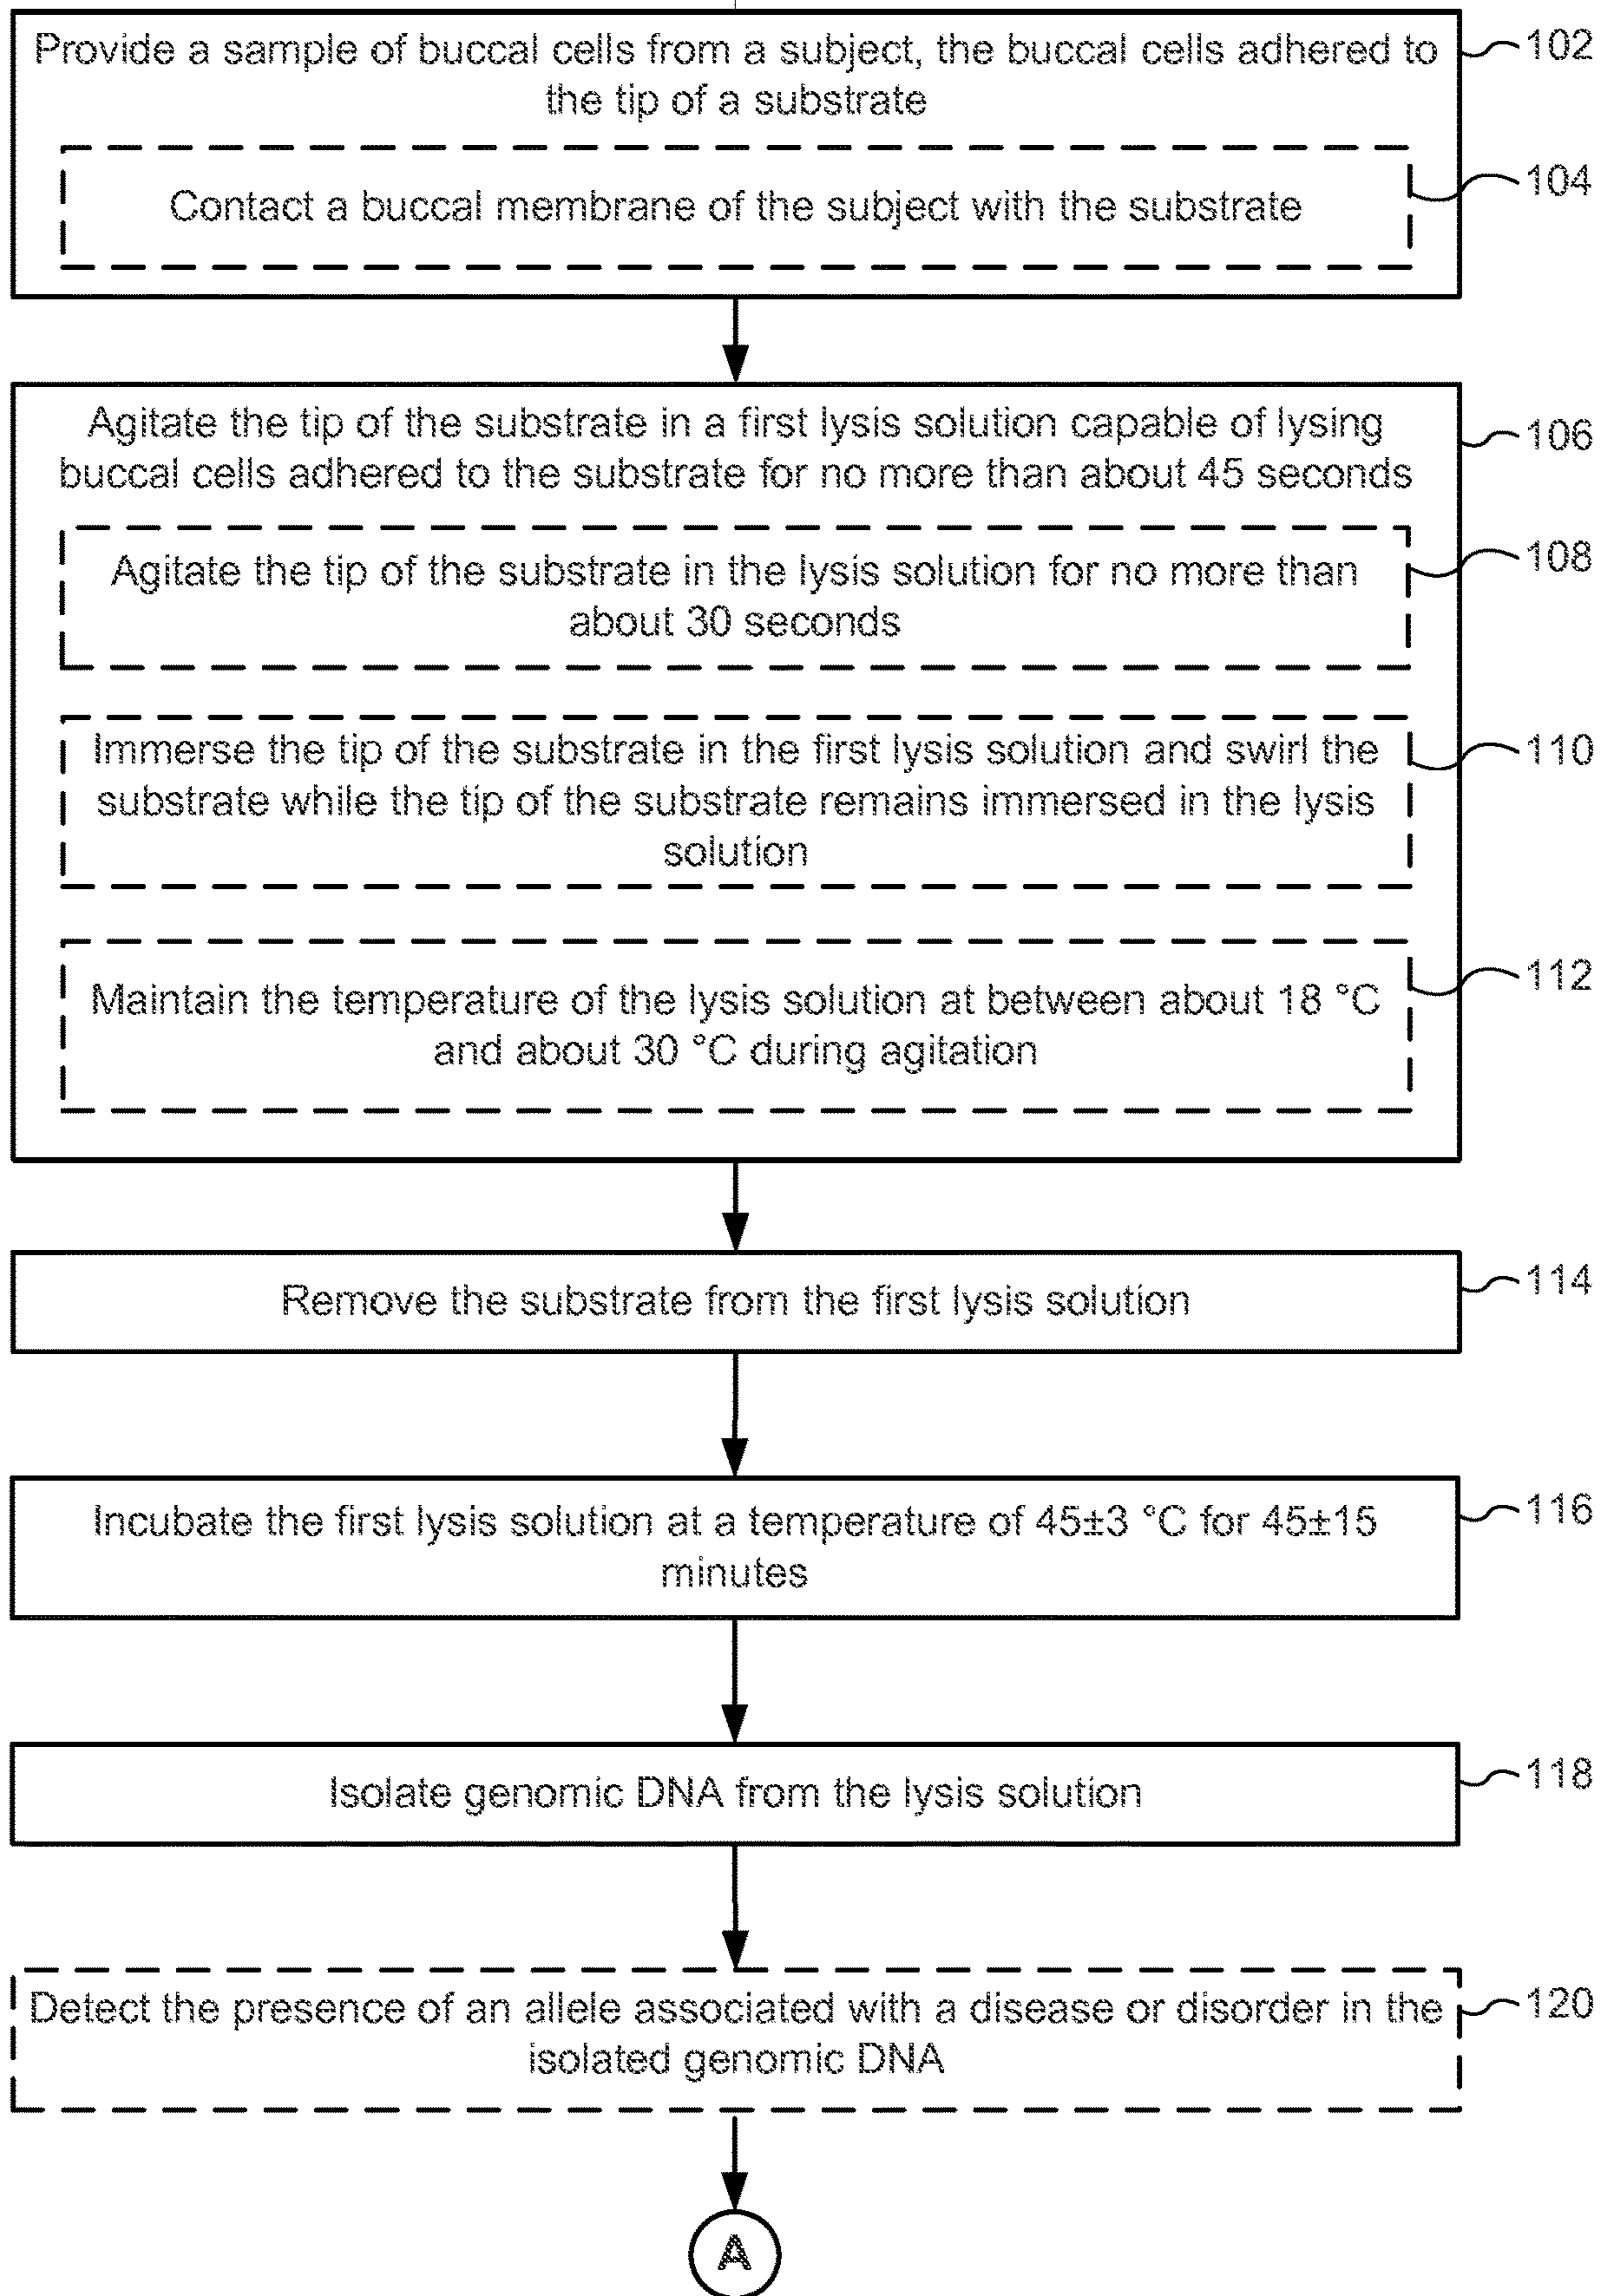 Provide a sample of buccal cells from a subject, the buccal cells adhered to
the tip of a substrate
102
Contact a buccal membrane of the subject with the substrate
104
Agitate the tip of the substrate in a first lysis solution capable of lysing
buccal cells adhered to the substrate for no more than about 45 seconds
106
Agitate the tip of the substrate in the lysis solution for no more than
about 30 seconds
108
Immerse the tip of the substrate in the first lysis solution and swirl the
substrate while the tip of the substrate remains immersed in the lysis
solution
110
Maintain the temperature of the lysis solution at between about 18 °C
and about 30 °C during agitation
112
Remove the substrate from the first lysis solution
114
Incubate the first lysis solution at a temperature of 45±3 °C for 45±15
minutes
116
Isolate genomic DNA from the lysis solution
118
Detect the presence of an allele associated with a disease or disorder in the
isolated genomic DNA
120
A